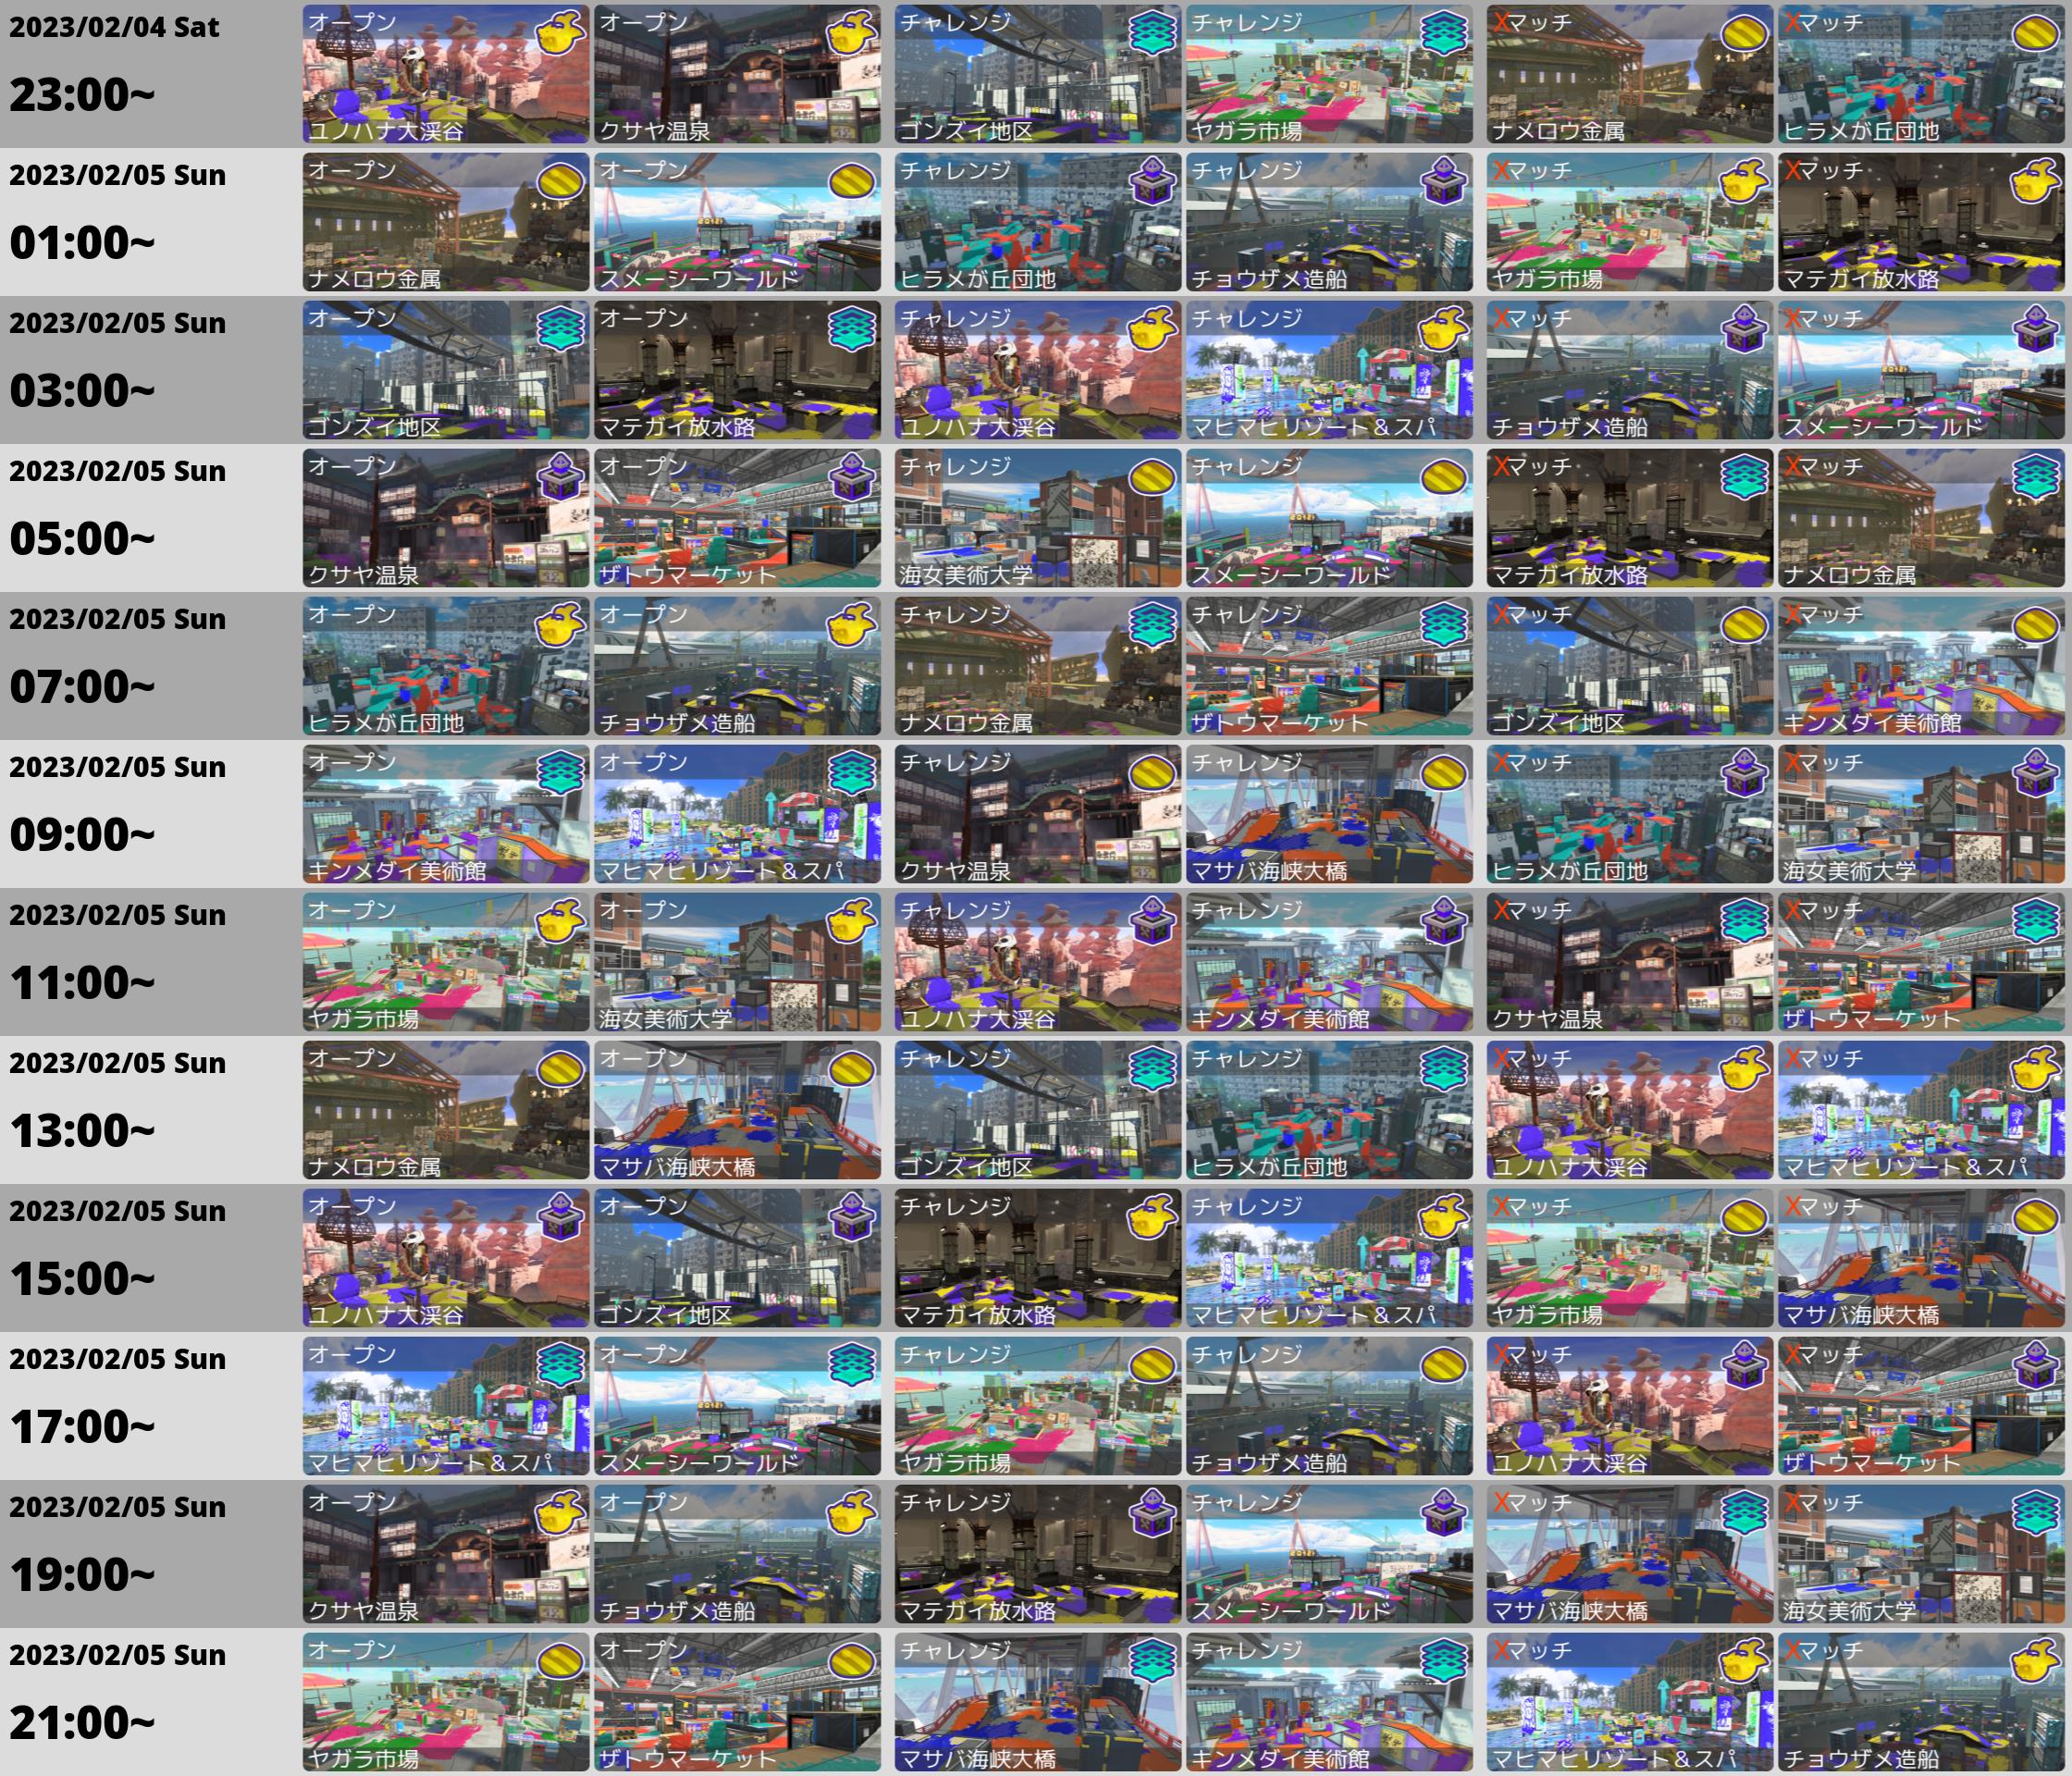 2023/02/04 Sat
23:00~
オープン オープン チャレンジ チャレンジ Xマッチ Xマッチ
ユノハナ大渓谷 クサヤ温泉 ゴンズイ地区 ヤガラ市場 ナメロウ金属 ヒラメが丘団地
2023/02/05 Sun
01:00~
オープン オープン チャレンジ チャレンジ Xマッチ Xマッチ
ナメロウ金属 スメーシーワールド ヒラメが丘団地 チョウザメ造船 ヤガラ市場 マテガイ放水路
2023/02/05 Sun
03:00~
オープン オープン チャレンジ チャレンジ Xマッチ Xマッチ
ゴンズイ地区 マテガイ放水路 ユノハナ大渓谷 マヒマヒリゾート＆スパ チョウザメ造船 スメーシーワールド
2023/02/05 Sun
05:00~
オープン オープン チャレンジ チャレンジ Xマッチ Xマッチ
クサヤ温泉 ザトウマーケット 海女美術大学 スメーシーワールド マテガイ放水路 ナメロウ金属
2023/02/05 Sun
07:00~
オープン オープン チャレンジ チャレンジ Xマッチ Xマッチ
ヒラメが丘団地 チョウザメ造船 ナメロウ金属 ザトウマーケット ゴンズイ地区 キンメダイ美術館
2023/02/05 Sun
09:00~
オープン オープン チャレンジ チャレンジ Xマッチ Xマッチ
キンメダイ美術館 マヒマヒリゾート＆スパ クサヤ温泉 マサバ海峡大橋 ヒラメが丘団地 海女美術大学
2023/02/05 Sun
11:00~
オープン オープン チャレンジ チャレンジ Xマッチ Xマッチ
ヤガラ市場 海女美術大学 ユノハナ大渓谷 キンメダイ美術館 クサヤ温泉 ザトウマーケット
2023/02/05 Sun
13:00~
オープン オープン チャレンジ チャレンジ Xマッチ Xマッチ
ナメロウ金属 マサバ海峡大橋 ゴンズイ地区 ヒラメが丘団地 ユノハナ大渓谷 マヒマヒリゾート＆スパ
2023/02/05 Sun
15:00~
オープン オープン チャレンジ チャレンジ Xマッチ Xマッチ
ユノハナ大渓谷 ゴンズイ地区 マテガイ放水路 マヒマヒリゾート＆スパ ヤガラ市場 マサバ海峡大橋
2023/02/05 Sun
17:00~
オープン オープン チャレンジ チャレンジ Xマッチ Xマッチ
マヒマヒリゾート＆スパ スメーシーワールド ヤガラ市場 チョウザメ造船 ユノハナ大渓谷 ザトウマーケット
2023/02/05 Sun
19:00~
オープン オープン チャレンジ チャレンジ Xマッチ Xマッチ
クサヤ温泉 チョウザメ造船 マテガイ放水路 スメーシーワールド マサバ海峡大橋 海女美術大学
2023/02/05 Sun
21:00~
オープン オープン チャレンジ チャレンジ Xマッチ Xマッチ
ヤガラ市場 ザトウマーケット マサバ海峡大橋 キンメダイ美術館 マヒマヒリゾート＆スパ チョウザメ造船